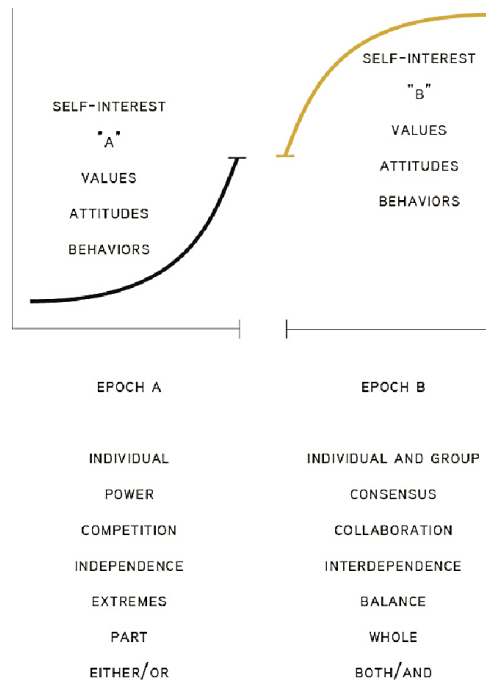 SELF-INTEREST
"A"
VALUES
ATTITUDES
BEHAVIORS
SELF-INTEREST
"B"
VALUES
ATTITUDES
BEHAVIORS
EPOCH A
INDIVIDUAL
POWER
COMPETITION
INDEPENDENCE
EXTREMES
PART
EITHER/OR
EPOCH B
INDIVIDUAL AND GROUP
CONSENSUS
COLLABORATION
INTERDEPENDENCE
BALANCE
WHOLE
BOTH/AND